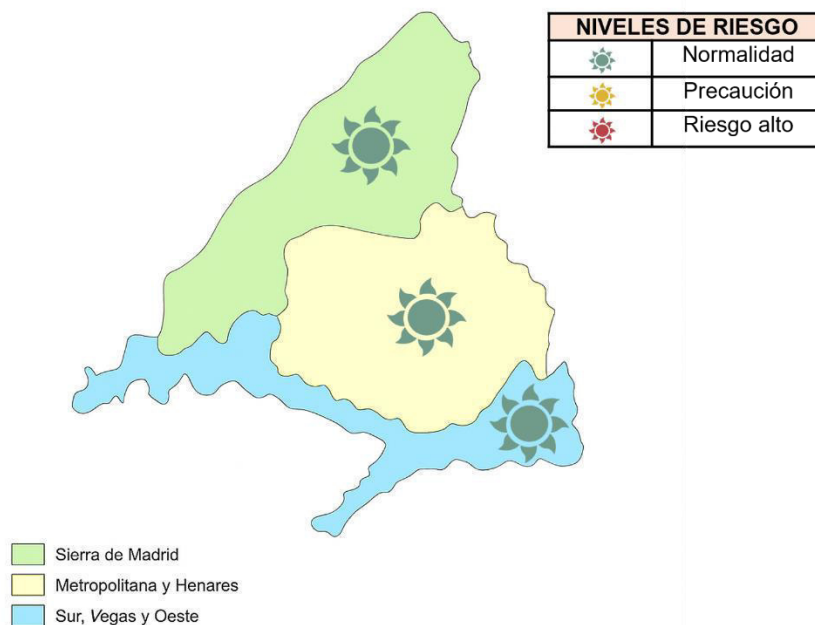 NIVELES DE RIESGO
Normalidad
Precaución
Riesgo alto
Sierra de Madrid
Metropolitana y Henares
Sur, Vegas y Oeste